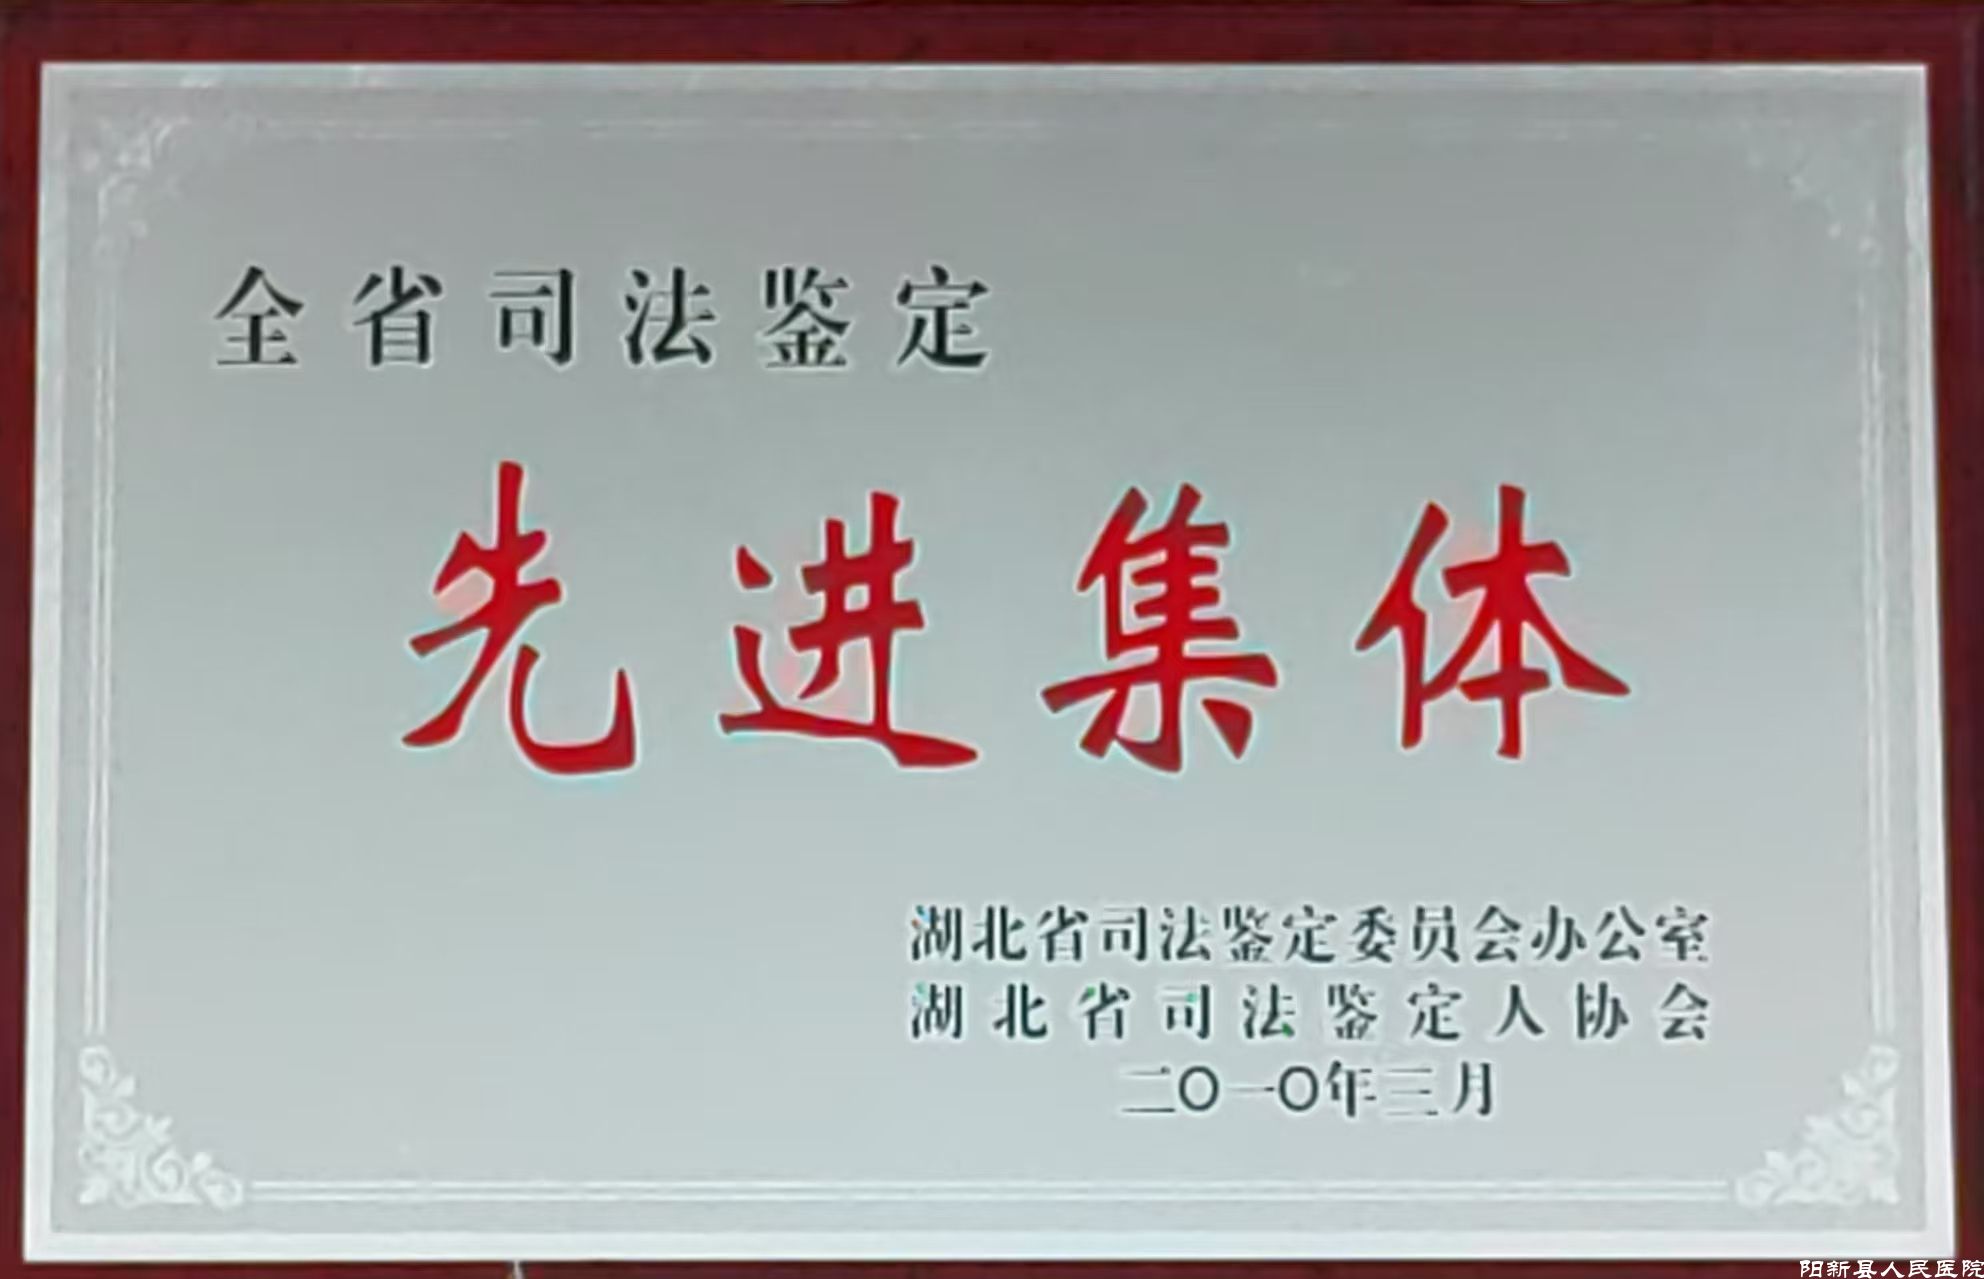 全省司法鉴定
先进集体
湖北省司法鉴定委员会办公室
湖北省司法鉴定人协会
二〇一〇年三月
阳新县人民医院